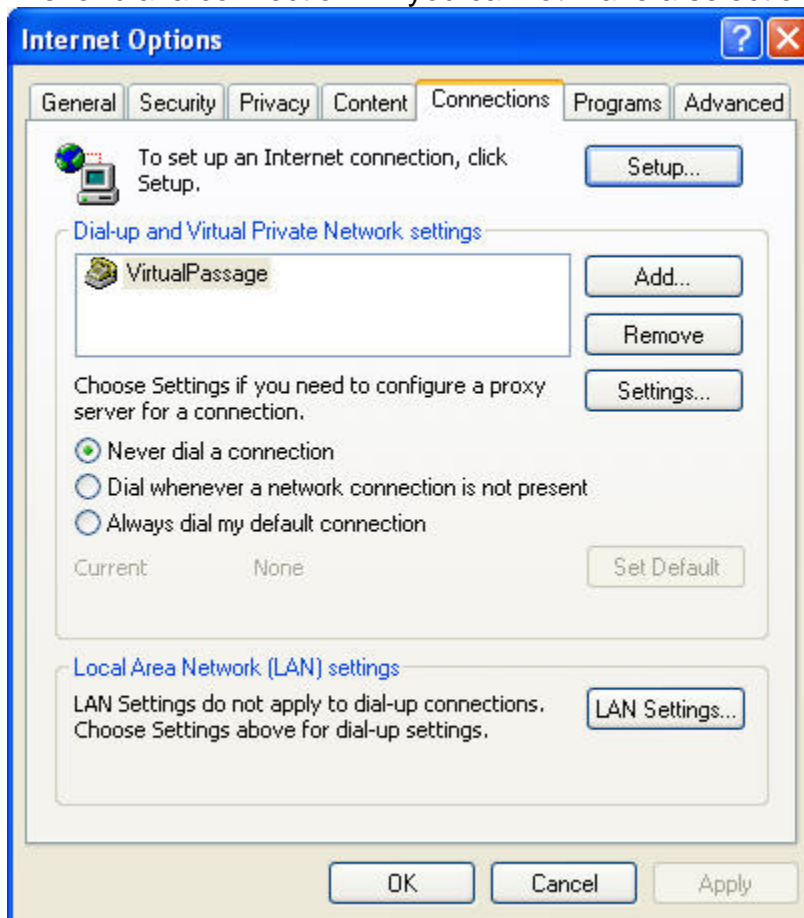 Internet Options
General Security Privacy Content Connections Programs Advanced
To set up an Internet connection, click
Setup.
Setup...
Dial-up and Virtual Private Network settings
VirtualPassage
Add...
Remove
Choose Settings if you need to configure a proxy
server for a connection.
Settings...
Never dial a connection
Dial whenever a network connection is not present
Always dial my default connection
Current None
Set Default
Local Area Network (LAN) settings
LAN Settings do not apply to dial-up connections.
Choose Settings above for dial-up settings.
LAN Settings...
OK Cancel Apply